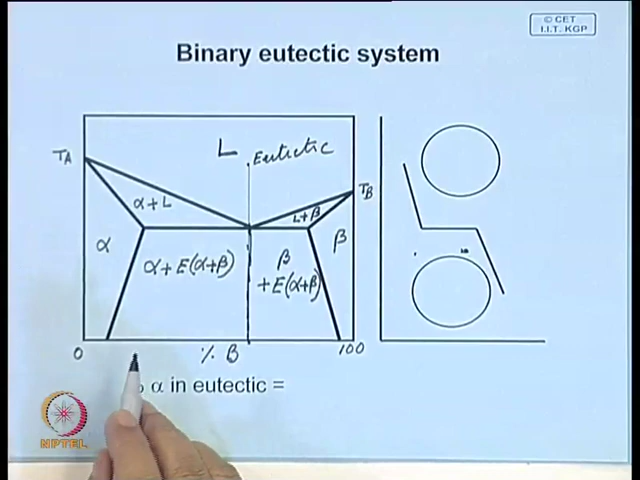 © CET
I.I.T. KGP
Binary eutectic system
L
Eutectic
TA
TB
α+L
L+β
α
β
α+E(α+β)
β
+E(α+β)
0
% B
100
α in eutectic =
NPTEL